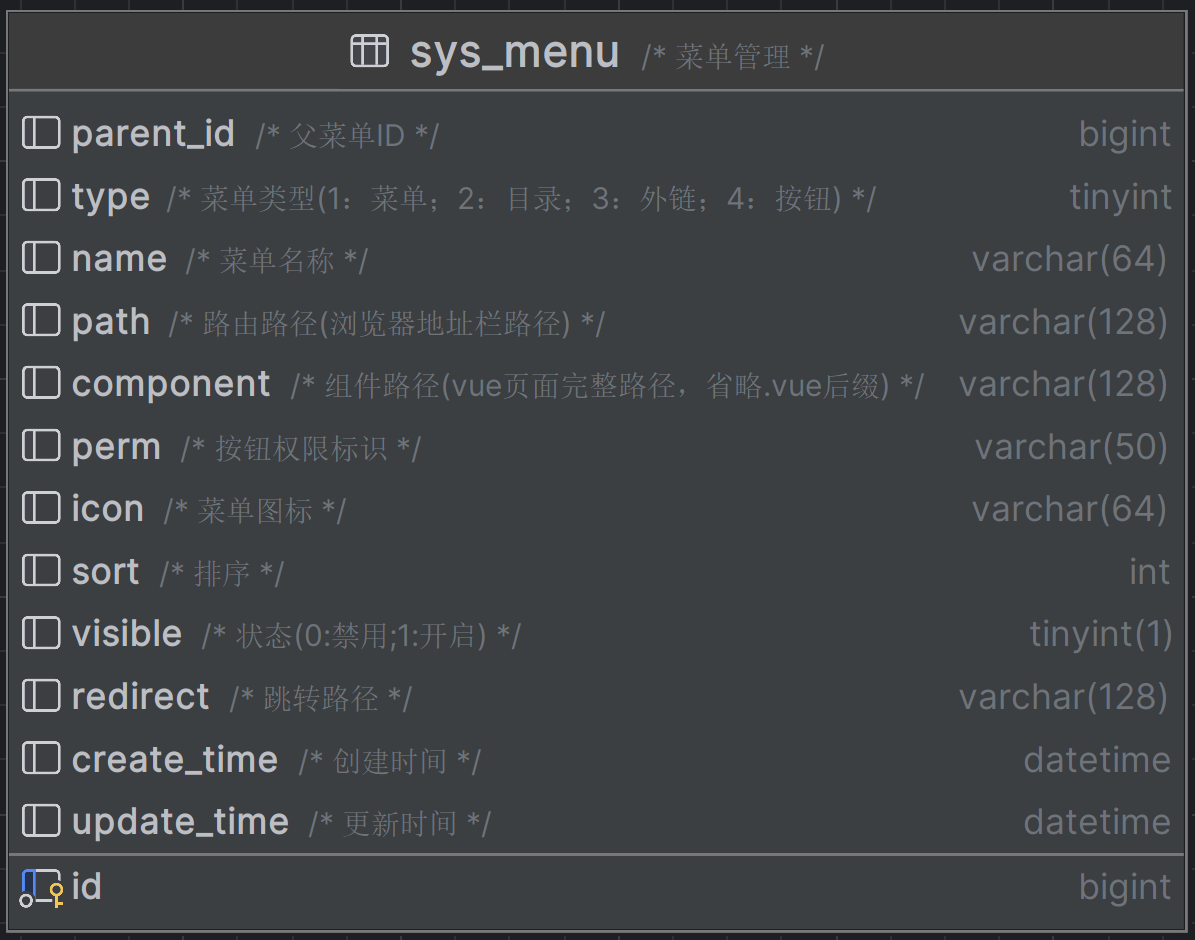 sys_menu /* 菜单管理 */
parent_id /* 父菜单ID */ bigint
type /* 菜单类型(1：菜单；2：目录；3：外链；4：按钮) */ tinyint
name /* 菜单名称 */ varchar(64)
path /* 路由路径(浏览器地址栏路径) */ varchar(128)
component /* 组件路径(vue页面完整路径，省略.vue后缀) */ varchar(128)
perm /* 按钮权限标识 */ varchar(50)
icon /* 菜单图标 */ varchar(64)
sort /* 排序 */ int
visible /* 状态(0:禁用;1:开启) */ tinyint(1)
redirect /* 跳转路径 */ varchar(128)
create_time /* 创建时间 */ datetime
update_time /* 更新时间 */ datetime
id bigint